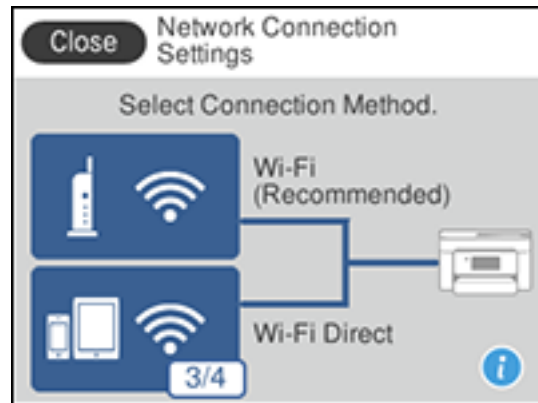 Close
Network Connection
Settings
Select Connection Method.
Wi-Fi
(Recommended)
Wi-Fi Direct
3/4
i